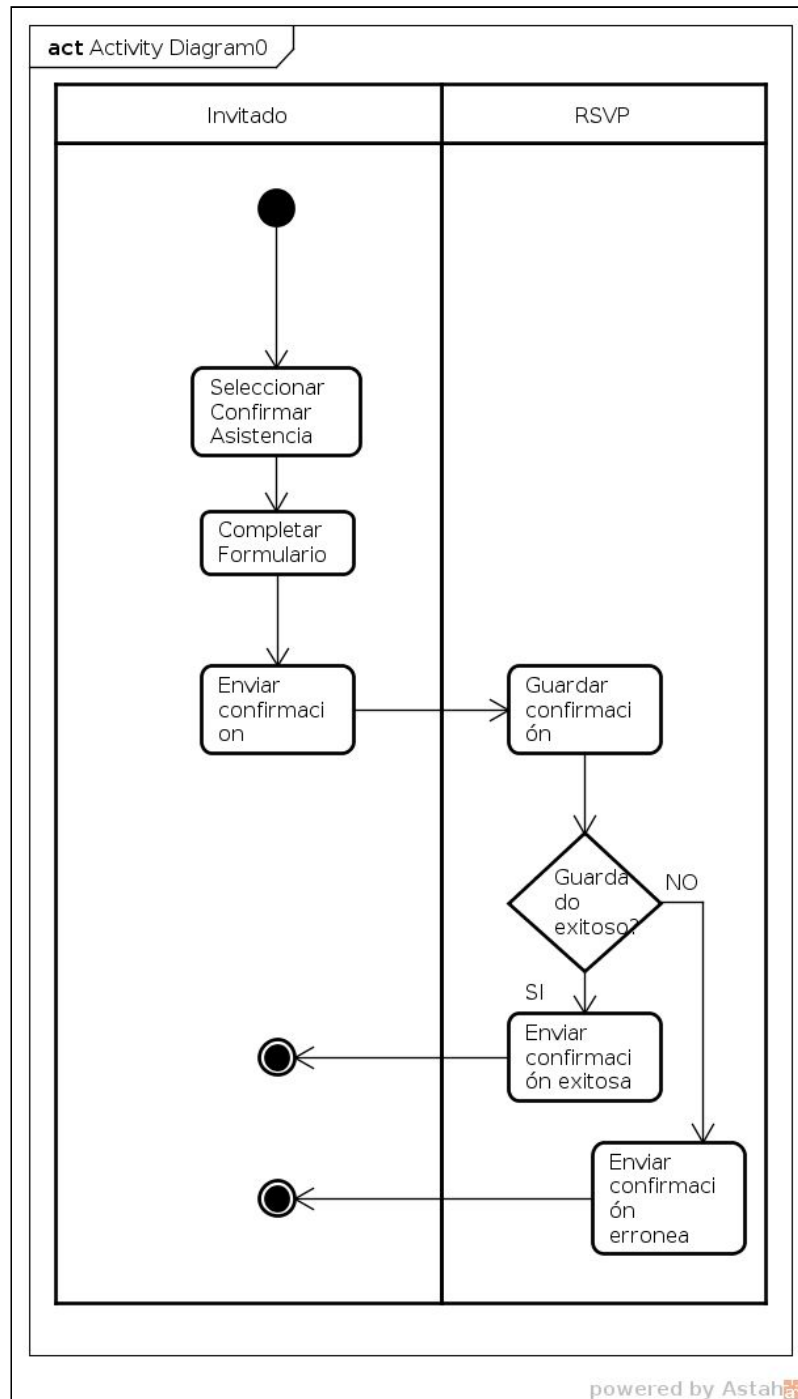 act Activity Diagram0
Invitado
RSVP
Seleccionar
Confirmar
Asistencia
Completar
Formulario
Enviar
confirmaci
on
Guardar
confirmaci
ón
Guarda
do
exitoso?
NO
SI
Enviar
confirmaci
ón exitosa
Enviar
confirmaci
ón
erronea
powered by Astah